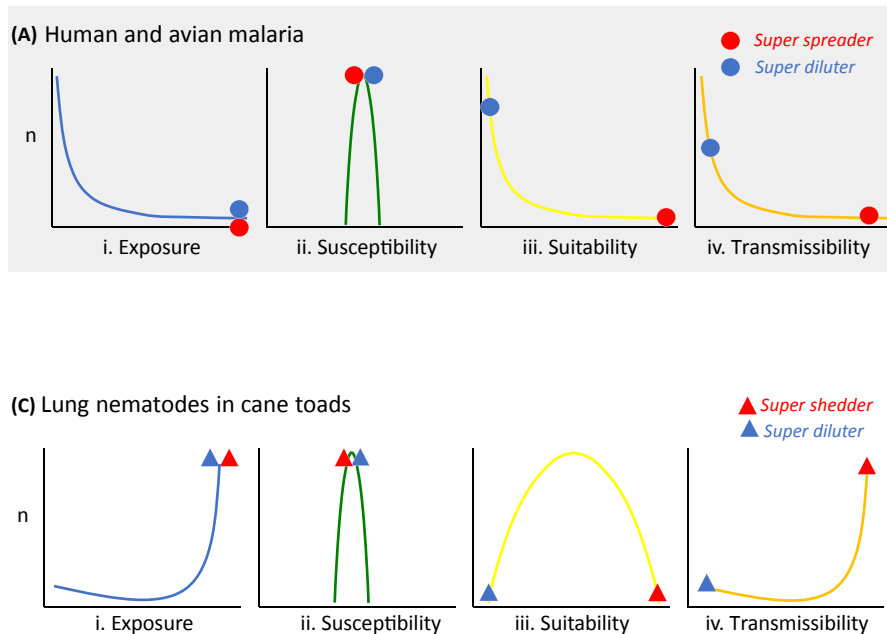 (A) Human and avian malaria
Super spreader
Super diluter
n
i. Exposure
ii. Susceptibility
iii. Suitability
iv. Transmissibility
(C) Lung nematodes in cane toads
Super shedder
Super diluter
n
i. Exposure
ii. Susceptibility
iii. Suitability
iv. Transmissibility